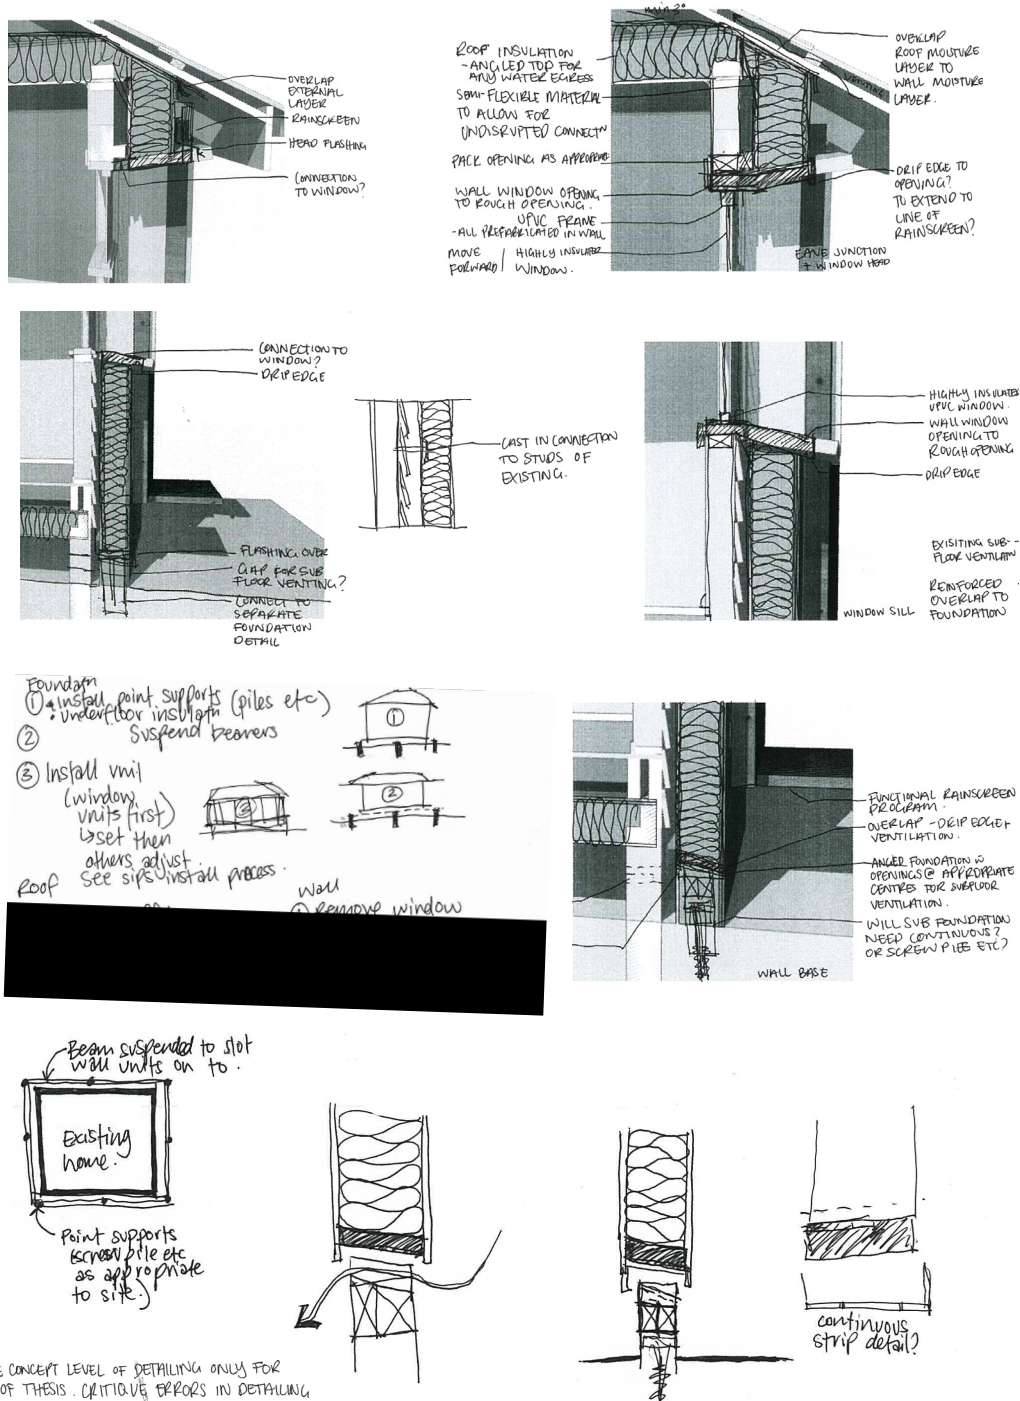 OVERLAP
EXTERNAL
LAYER
RAINSCREEN
HEAD FLASHING
CONNECTION
TO WINDOW?
min 3°
ROOF INSULATION
- ANGLED TOP FOR
ANY WATER EGRESS
SEMI-FLEXIBLE MATERIAL
TO ALLOW FOR
UNDISRUPTED CONNECTN
PACK OPENING AS APPROPRIATE
WALL WINDOW OPENING
TO ROUGH OPENING.
UPVC FRAME
- ALL PREFABRICATED IN WALL
MOVE
FORWARD
HIGHLY INSULATED
WINDOW.
OVERLAP
ROOF MOISTURE
LAYER TO
WALL MOISTURE
LAYER.
DRIP EDGE TO
OPENING?
TO EXTEND TO
LINE OF
RAINSCREEN?
EAVE JUNCTION
+ WINDOW HEAD
CONNECTION TO
WINDOW?
DRIP EDGE
FLASHING OVER
GAP FOR SUB
FLOOR VENTING?
CONNECT TO
SEPARATE
FOUNDATION
DETAIL
CAST IN CONNECTION
TO STUDS OF
EXISTING.
HIGHLY INSULATED
UPVC WINDOW.
WALL WINDOW
OPENING TO
ROUGH OPENING
DRIP EDGE
EXISITING SUB-
FLOOR VENTILATN
REINFORCED
OVERLAP TO
FOUNDATION
WINDOW SILL
Foundatn
① • Install point supports (piles etc)
• Underfloor insulatn
② Suspend bearers
③ Install unit
(window
units first)
↳ set then
others adjust.
See sips install process.
①
②
③
Roof
Wall
① Remove window
FUNCTIONAL RAINSCREEN
PROGRAM.
OVERLAP - DRIP EDGE +
VENTILATION.
ANGLED FOUNDATION W
OPENINGS @ APPROPRIATE
CENTRES FOR SUBFLOOR
VENTILATION.
WILL SUB FOUNDATION
NEED CONTINUOUS?
OR SCREW PILES ETC?
WALL BASE
Beam suspended to slot
wall units on to.
Existing
home.
Point supports
(screw pile etc
as appropriate
to site.)
continuous
strip detail?
CONCEPT LEVEL OF DETAILING ONLY FOR
OF THESIS. CRITIQUE ERRORS IN DETAILING